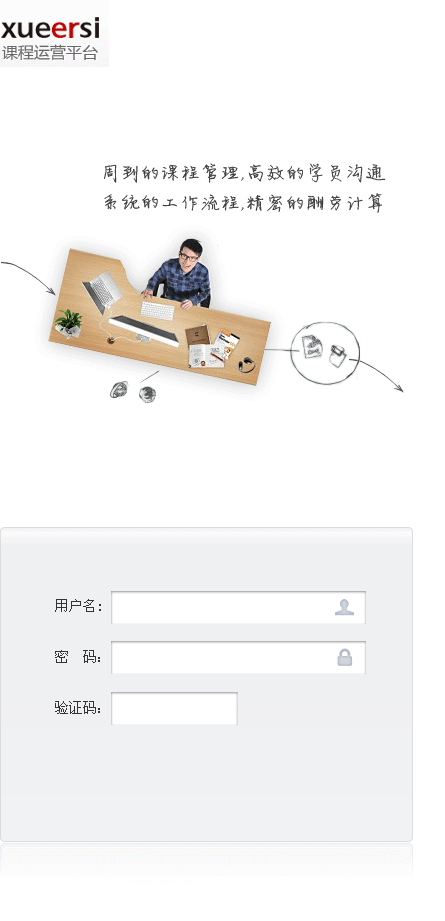 xueersi
课程运营平台
周到的课程管理,高效的学员沟通
系统的工作流程,精密的酬劳计算
用户名:
密 码:
验证码: